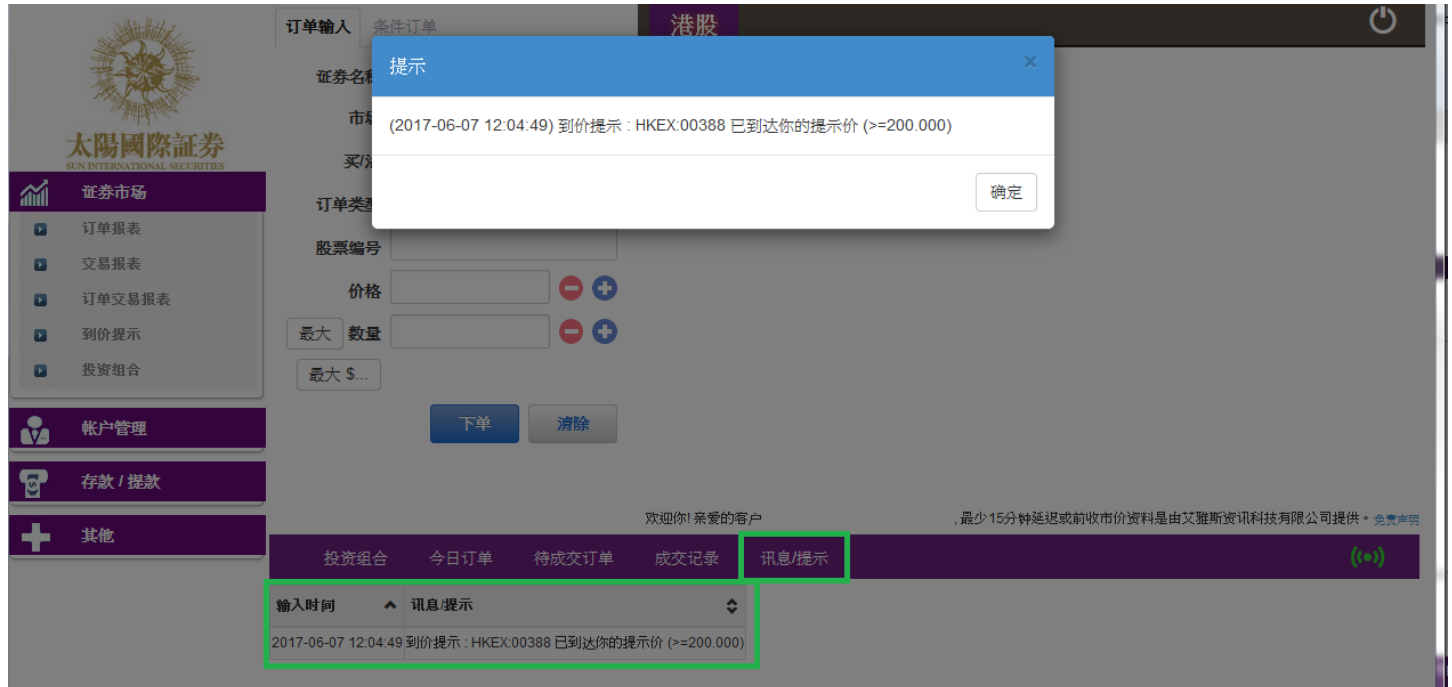 太陽國際証券
SUN INTERNATIONAL SECURITIES
证券市场
订单报表
交易报表
订单交易报表
到价提示
投资组合
帐户管理
存款 / 提款
其他
订单输入 条件订单
港股
提示 ×
(2017-06-07 12:04:49) 到价提示 : HKEX:00388 已到达你的提示价 (>=200.000)
确定
证券名称
市场
买/沽
订单类型
股票编号
价格
最大 数量
最大 $...
下单 清除
欢迎你! 亲爱的客户 , 最少15分钟延迟或前收市价资料是由艾雅斯资讯科技有限公司提供。 免责声明
投资组合 今日订单 待成交订单 成交记录 讯息/提示
输入时间 讯息/提示
2017-06-07 12:04:49 到价提示 : HKEX:00388 已到达你的提示价 (>=200.000)